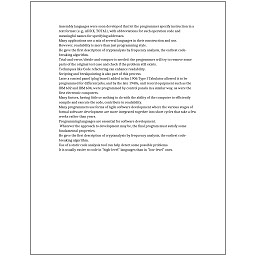 Assembly languages were soon developed that let the programmer specify instruction in a
text format (e.g., ADD X, TOTAL), with abbreviations for each operation code and
meaningful names for specifying addresses.
Many applications use a mix of several languages in their construction and use.
However, readability is more than just programming style.
He gave the first description of cryptanalysis by frequency analysis, the earliest code-
breaking algorithm.
Trial-and-error/divide-and-conquer is needed: the programmer will try to remove some
parts of the original test case and check if the problem still exists.
Techniques like Code refactoring can enhance readability.
Scripting and breakpointing is also part of this process.
Later a control panel (plug board) added to his 1906 Type I Tabulator allowed it to be
programmed for different jobs, and by the late 1940s, unit record equipment such as the
IBM 602 and IBM 604, were programmed by control panels in a similar way, as were the
first electronic computers.
Many factors, having little or nothing to do with the ability of the computer to efficiently
compile and execute the code, contribute to readability.
Many programmers use forms of Agile software development where the various stages of
formal software development are more integrated together into short cycles that take a few
weeks rather than years.
Programming languages are essential for software development.
Whatever the approach to development may be, the final program must satisfy some
fundamental properties.
He gave the first description of cryptanalysis by frequency analysis, the earliest code-
breaking algorithm.
Use of a static code analysis tool can help detect some possible problems.
It is usually easier to code in "high-level" languages than in "low-level" ones.